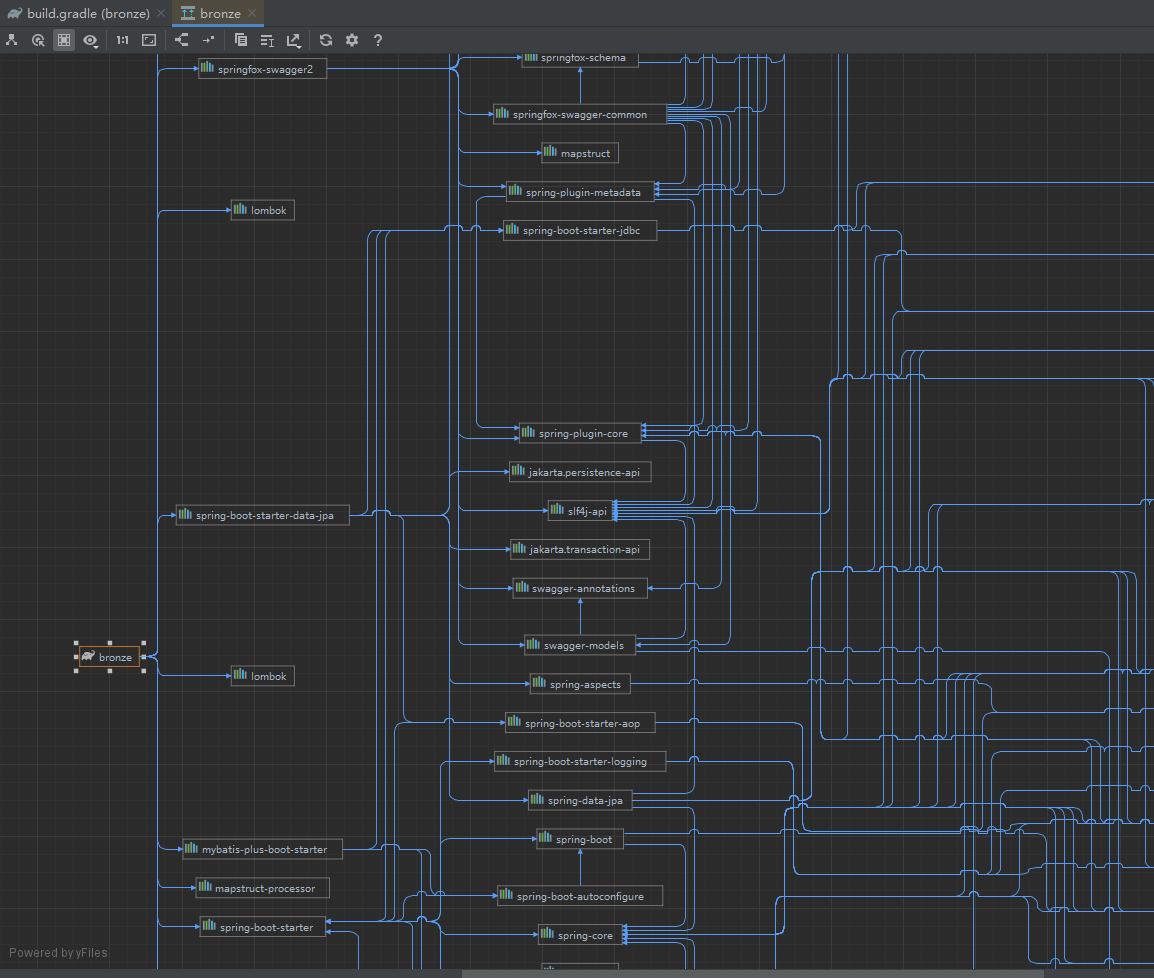 build.gradle (bronze)
bronze
1:1
?
springfox-swagger2
springfox-schema
springfox-swagger-common
mapstruct
spring-plugin-metadata
lombok
spring-boot-starter-jdbc
spring-plugin-core
jakarta.persistence-api
slf4j-api
spring-boot-starter-data-jpa
jakarta.transaction-api
swagger-annotations
swagger-models
bronze
lombok
spring-aspects
spring-boot-starter-aop
spring-boot-starter-logging
spring-data-jpa
spring-boot
mybatis-plus-boot-starter
mapstruct-processor
spring-boot-autoconfigure
spring-boot-starter
spring-core
Powered by yFiles